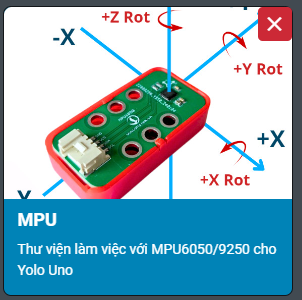 +Z Rot
-X
+Y Rot
+X
+X Rot
MPU
Thư viện làm việc với MPU6050/9250 cho
Yolo Uno